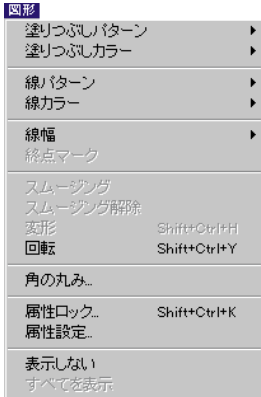 図形
塗りつぶしパターン
塗りつぶしカラー
線パターン
線カラー
線幅
終点マーク
スムージング
スムージング解除
変形 Shift+Ctrl+H
回転 Shift+Ctrl+Y
角の丸み...
属性ロック... Shift+Ctrl+K
属性設定...
表示しない
すべてを表示